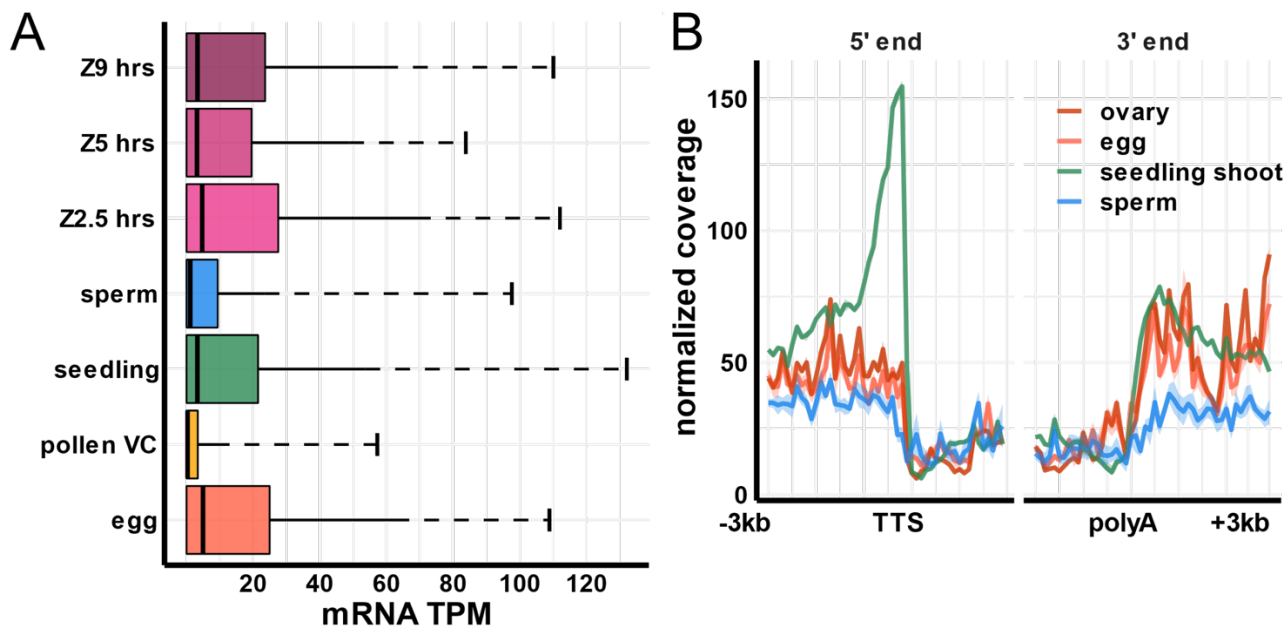 A
Z9 hrs
Z5 hrs
Z2.5 hrs
sperm
seedling
pollen VC
egg
20 40 60 80 100 120
mRNA TPM
B
5' end 3' end
normalized coverage
150
100
50
0
ovary
egg
seedling shoot
sperm
-3kb TTS polyA +3kb